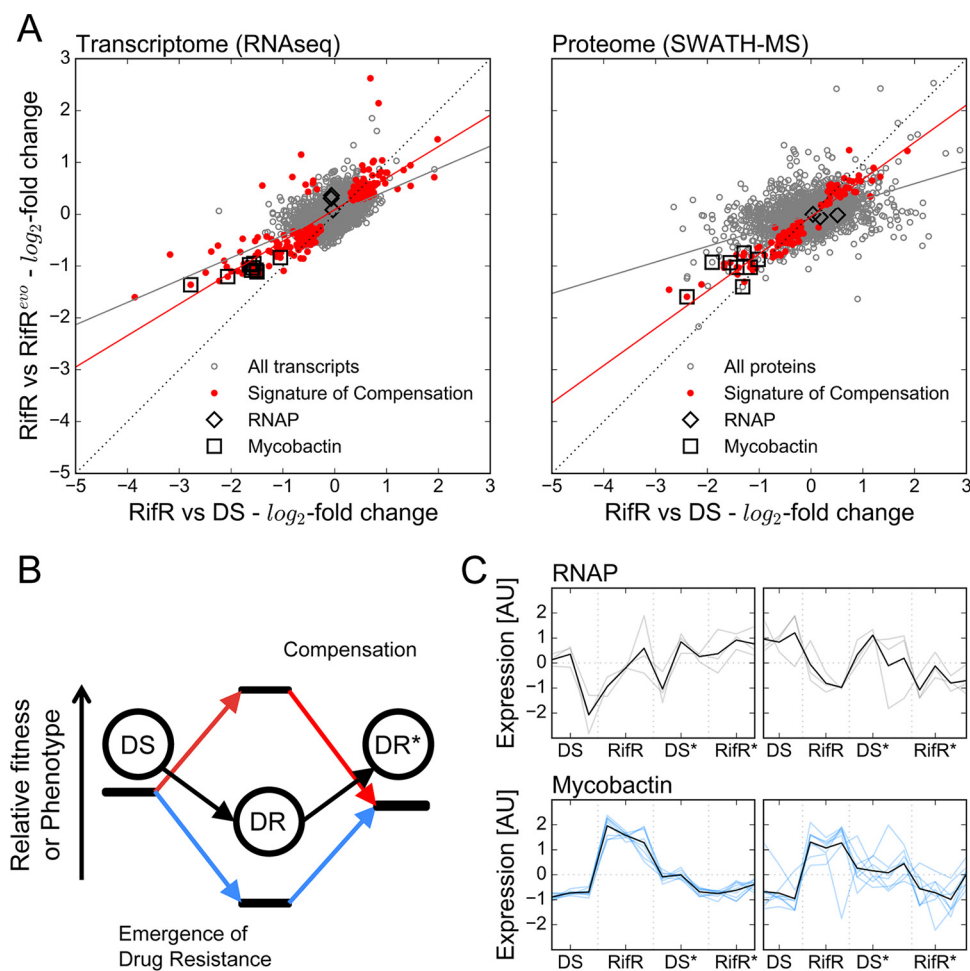 A
Transcriptome (RNAseq)
Proteome (SWATH-MS)
RifR vs RifR^evo - log2-fold change
3
2
1
0
−1
−2
−3
−4
−5
All transcripts
Signature of Compensation
RNAP
Mycobactin
All proteins
Signature of Compensation
RNAP
Mycobactin
−5 −4 −3 −2 −1 0 1 2 3
−5 −4 −3 −2 −1 0 1 2 3
RifR vs DS - log2-fold change
RifR vs DS - log2-fold change
B
Relative fitness
or Phenotype
Compensation
DS
DR
DR*
Emergence of
Drug Resistance
C
RNAP
Expression [AU]
2
1
0
−1
−2
DS RifR DS* RifR*
DS RifR DS* RifR*
Mycobactin
Expression [AU]
2
1
0
−1
−2
DS RifR DS* RifR*
DS RifR DS* RifR*